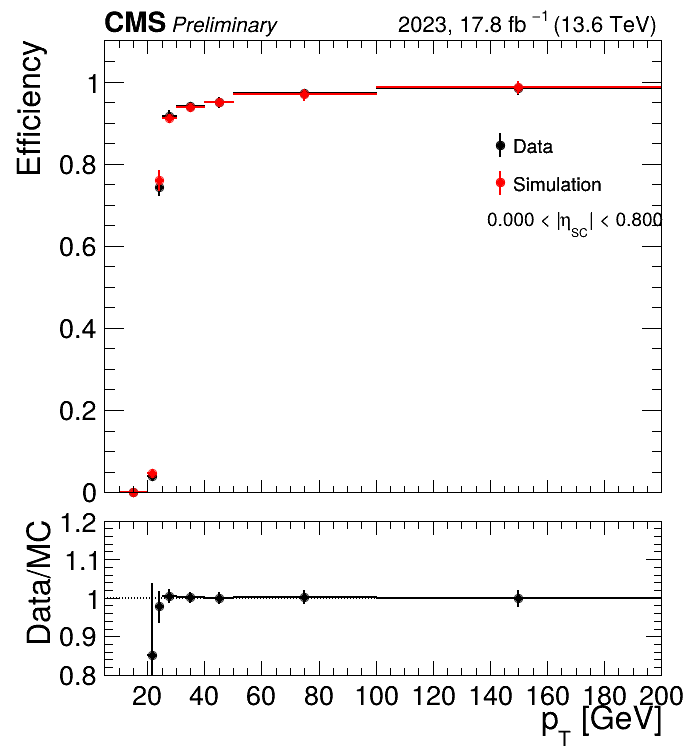 CMS Preliminary 2023, 17.8 fb⁻¹ (13.6 TeV)
Efficiency
1
0.8
0.6
0.4
0.2
0
Data
Simulation
0.000 < |η_SC| < 0.800
Data/MC
1.2
1.1
1
0.9
0.8
20 40 60 80 100 120 140 160 180 200
p_T [GeV]